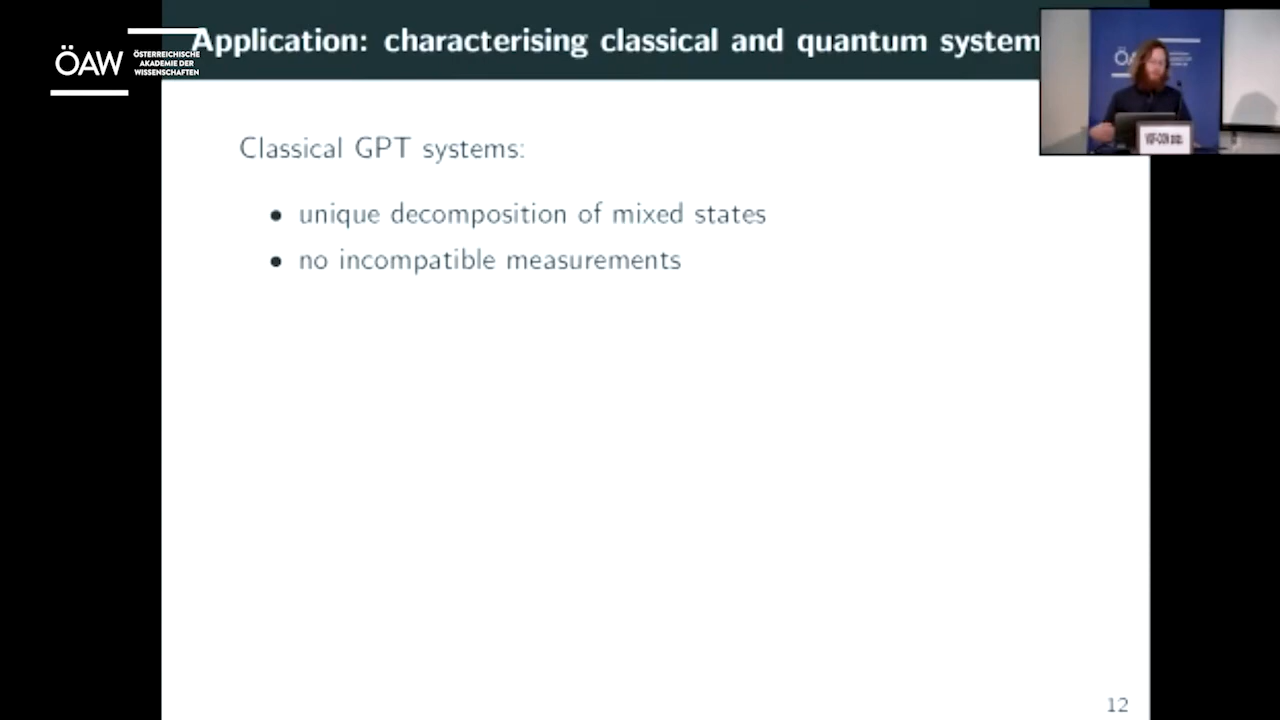 Application: characterising classical and quantum system
ÖAW
ÖSTERREICHISCHE
AKADEMIE DER
WISSENSCHAFTEN
Classical GPT systems:
• unique decomposition of mixed states
• no incompatible measurements
12